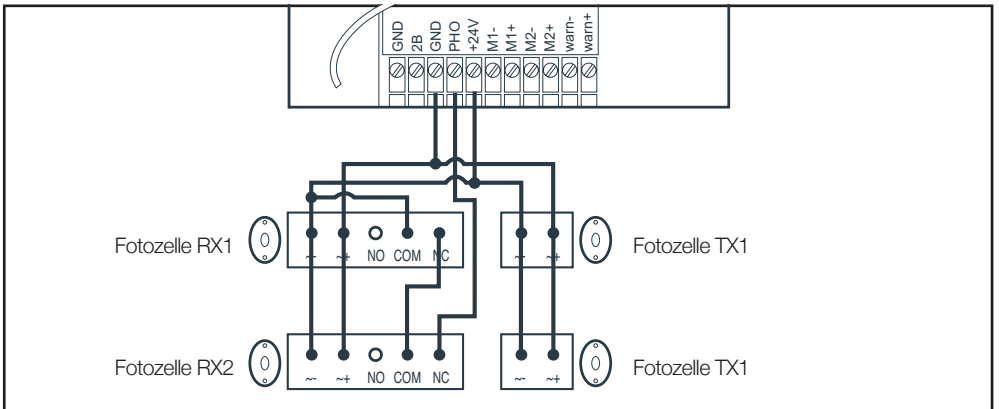 GND 2B GND PHO +24V M1- M1+ M2- M2+ warn- warn+
Fotozelle RX1
~- ~+ NO COM NC
~- ~+
Fotozelle TX1
Fotozelle RX2
~- ~+ NO COM NC
~- ~+
Fotozelle TX1